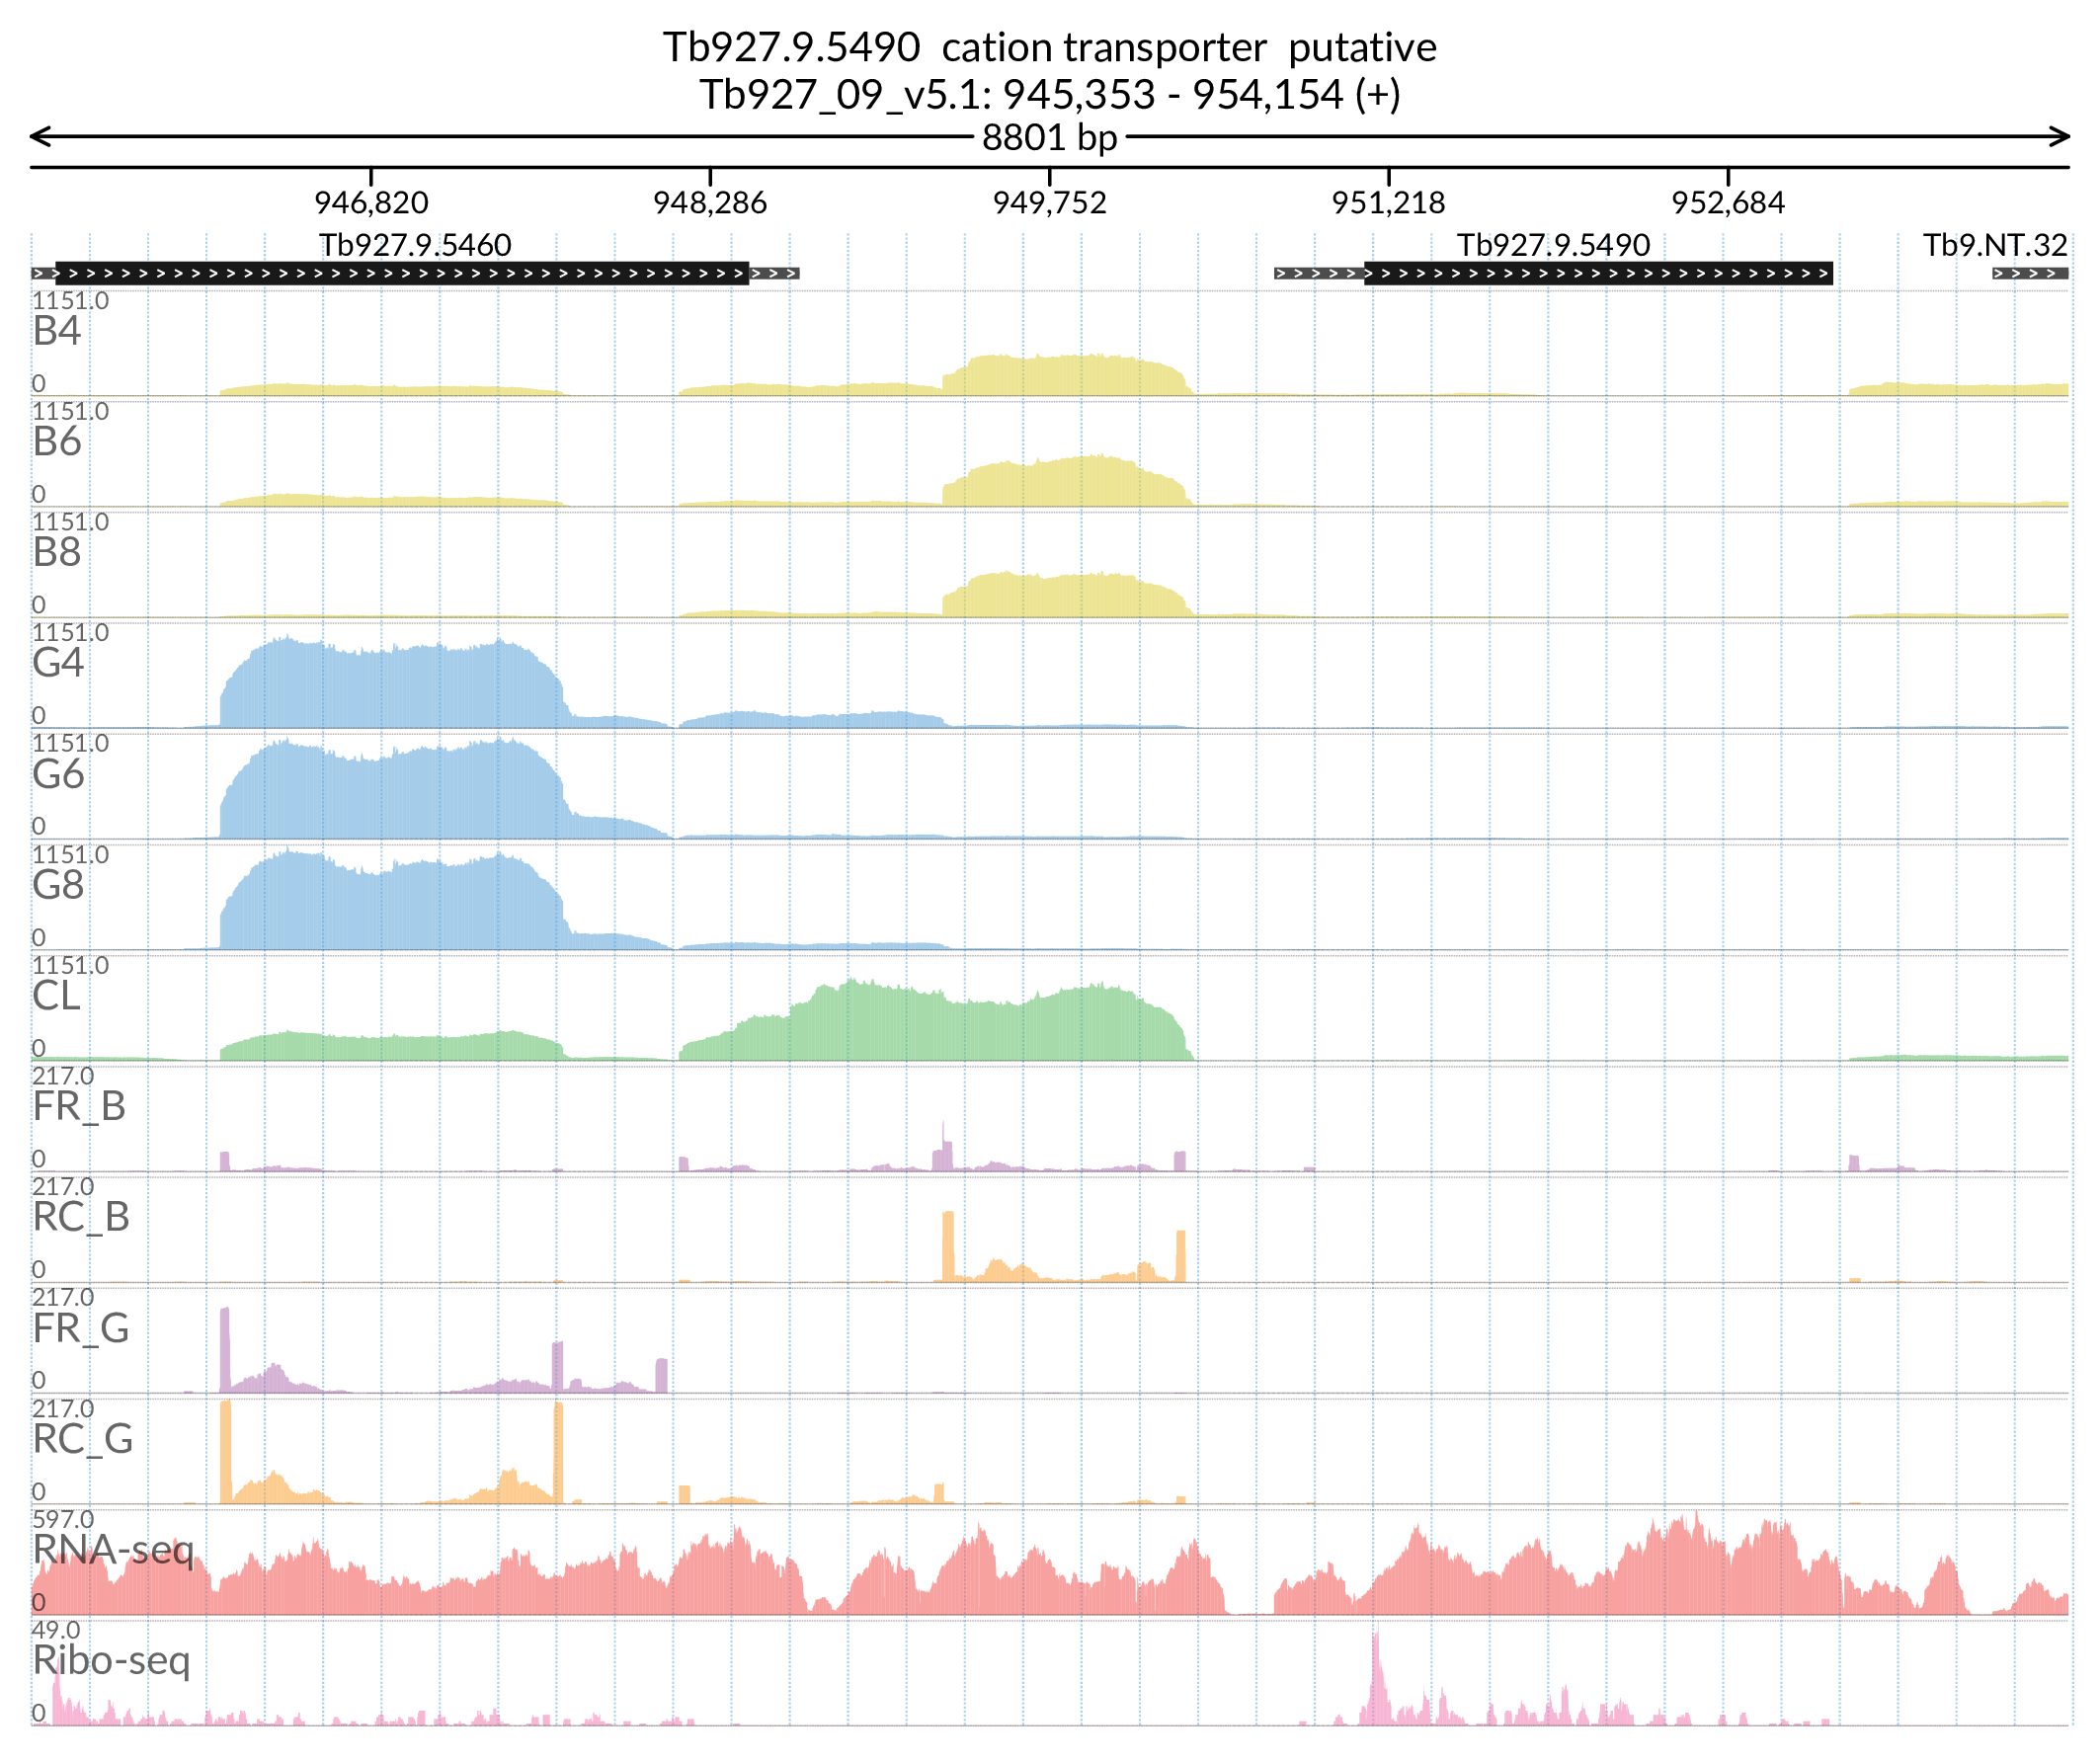 Tb927.9.5490 cation transporter putative
Tb927_09_v5.1: 945,353 - 954,154 (+)
8801 bp
946,820 948,286 949,752 951,218 952,684
Tb927.9.5460 Tb927.9.5490 Tb9.NT.32
1151.0
B4
0
1151.0
B6
0
1151.0
B8
0
1151.0
G4
0
1151.0
G6
0
1151.0
G8
0
1151.0
CL
0
217.0
FR_B
0
217.0
RC_B
0
217.0
FR_G
0
217.0
RC_G
0
597.0
RNA-seq
0
49.0
Ribo-seq
0